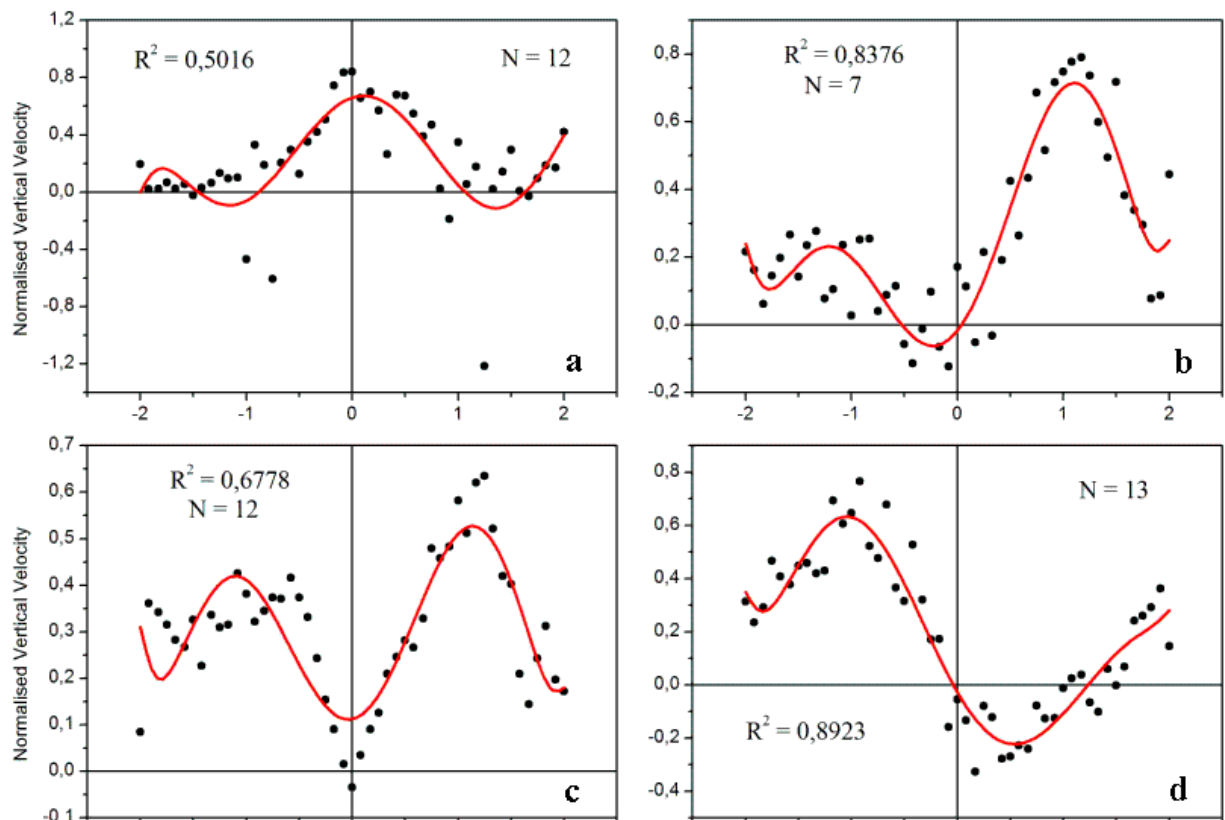 1,2
0,8
0,4
0,0
-0,4
-0,8
-1,2
Normalised Vertical Velocity
R² = 0,5016
N = 12
a
-2 -1 0 1 2
0,8
0,6
0,4
0,2
0,0
-0,2
R² = 0,8376
N = 7
b
-2 -1 0 1 2
0,7
0,6
0,5
0,4
0,3
0,2
0,1
0,0
-0,1
Normalised Vertical Velocity
R² = 0,6778
N = 12
c
0,8
0,6
0,4
0,2
0,0
-0,2
-0,4
N = 13
R² = 0,8923
d